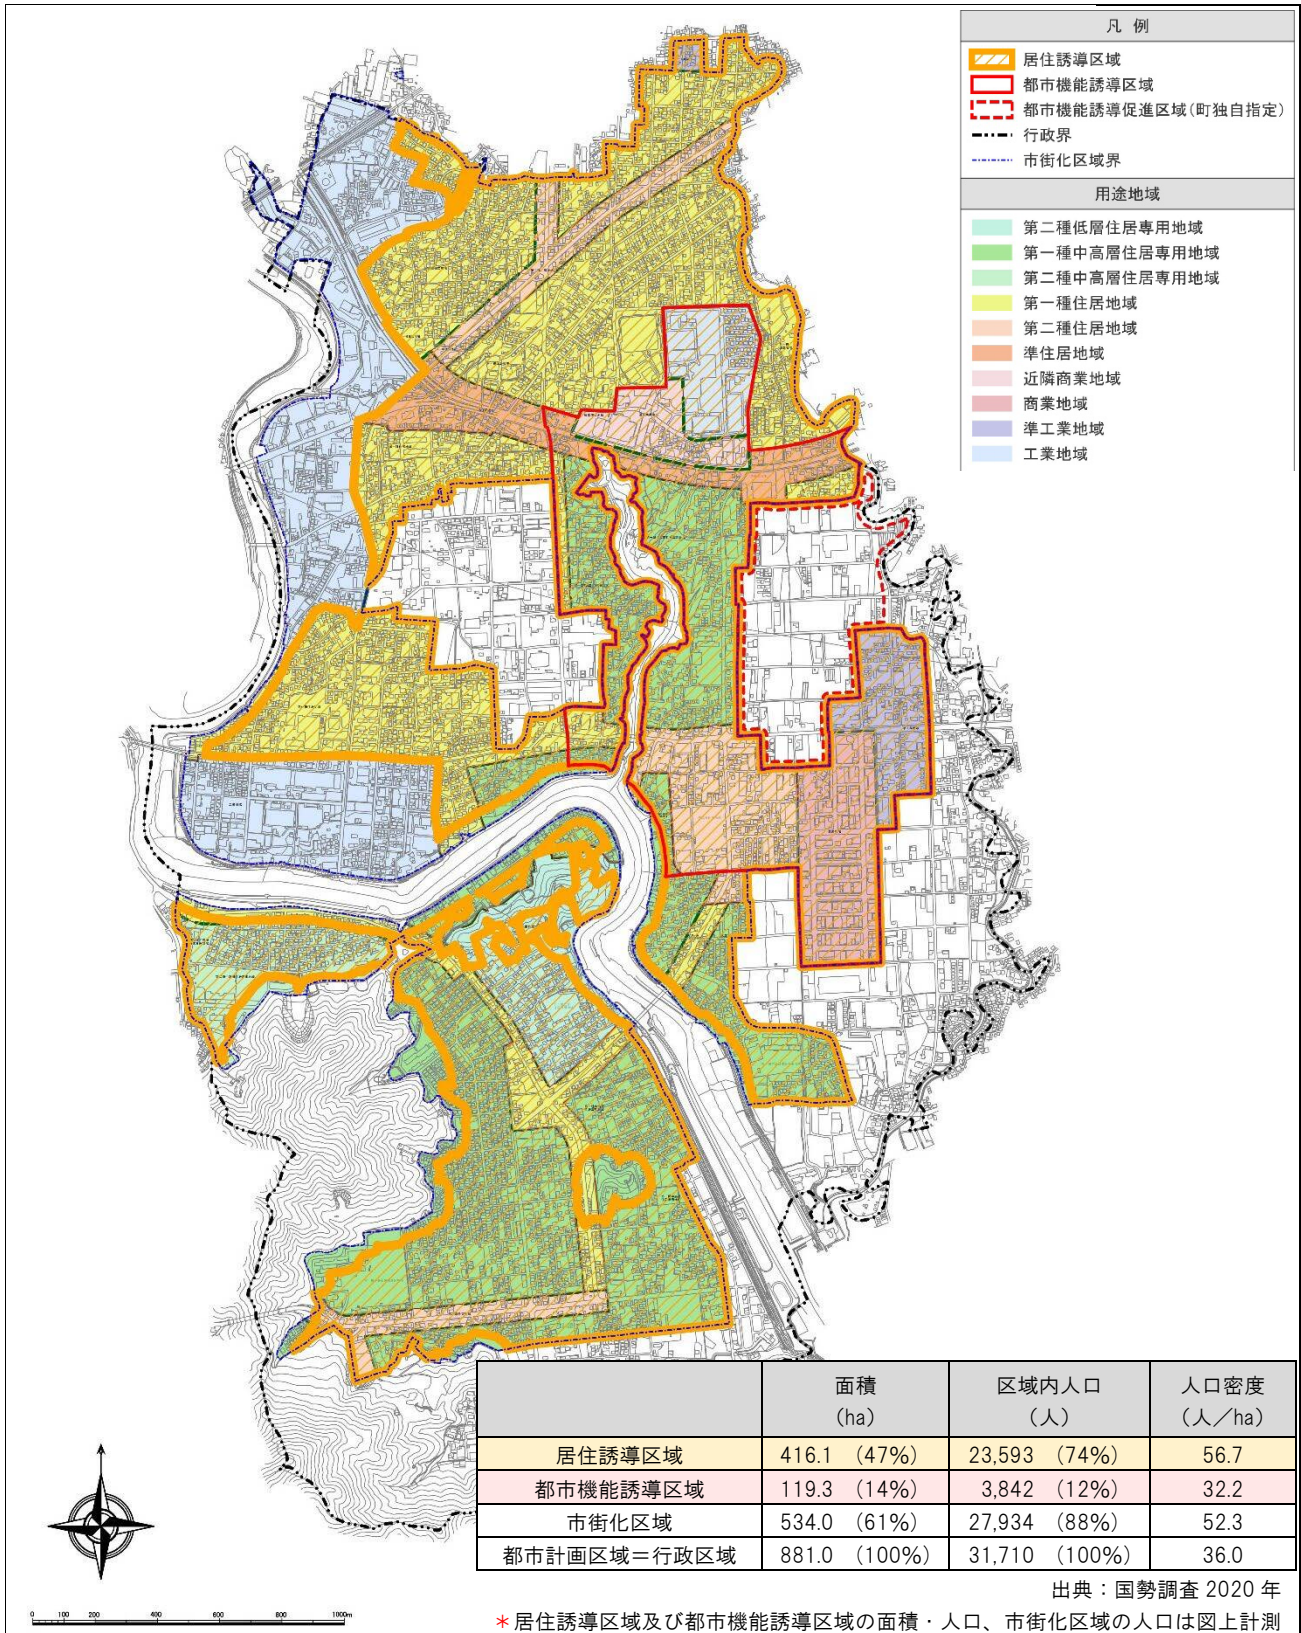 凡 例
居住誘導区域
都市機能誘導区域
都市機能誘導促進区域(町独自指定)
行政界
市街化区域界
用途地域
第二種低層住居専用地域
第一種中高層住居専用地域
第二種中高層住居専用地域
第一種住居地域
第二種住居地域
準住居地域
近隣商業地域
商業地域
準工業地域
工業地域
面積 区域内人口 人口密度
(ha) (人) (人/ha)
居住誘導区域 416.1 (47%) 23,593 (74%) 56.7
都市機能誘導区域 119.3 (14%) 3,842 (12%) 32.2
市街化区域 534.0 (61%) 27,934 (88%) 52.3
都市計画区域=行政区域 881.0 (100%) 31,710 (100%) 36.0
出典:国勢調査 2020 年
0 100 200 400 600 800 1000m
*居住誘導区域及び都市機能誘導区域の面積・人口、市街化区域の人口は図上計測